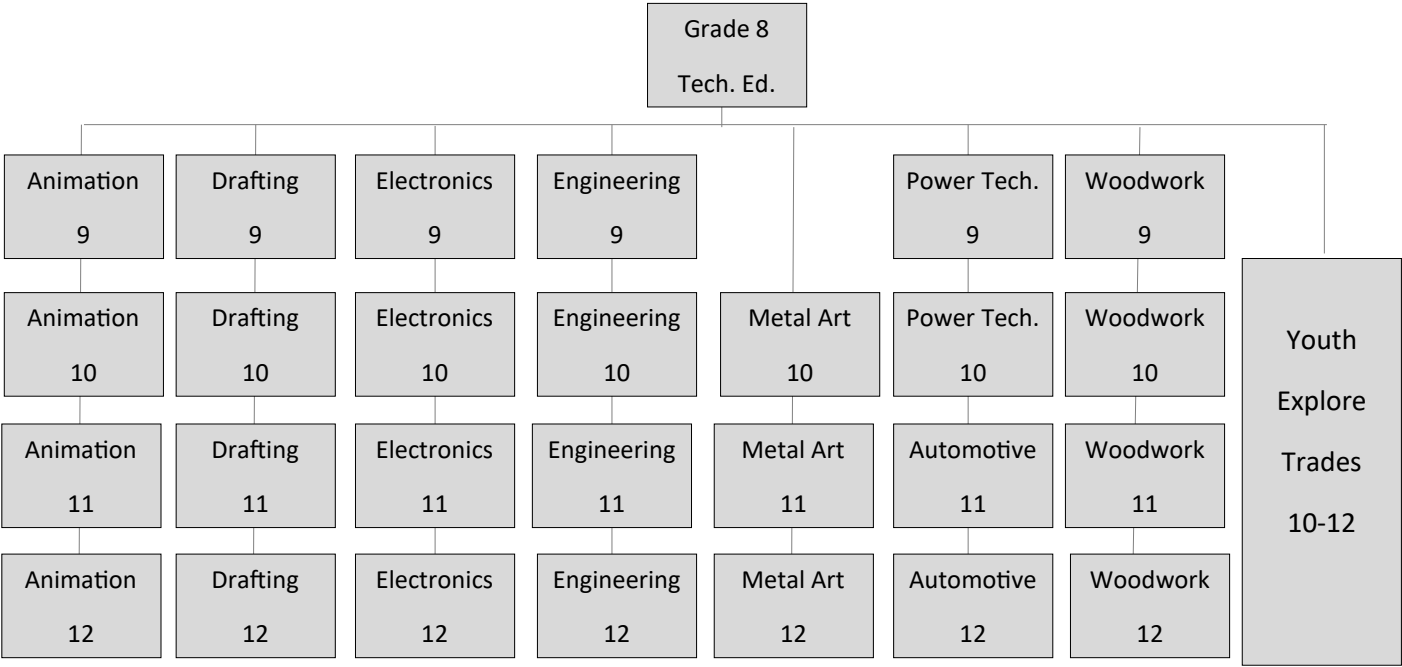 Grade 8
Tech. Ed.
Animation
9
Drafting
9
Electronics
9
Engineering
9
Power Tech.
9
Woodwork
9
Animation
10
Drafting
10
Electronics
10
Engineering
10
Metal Art
10
Power Tech.
10
Woodwork
10
Youth
Explore
Trades
10-12
Animation
11
Drafting
11
Electronics
11
Engineering
11
Metal Art
11
Automotive
11
Woodwork
11
Animation
12
Drafting
12
Electronics
12
Engineering
12
Metal Art
12
Automotive
12
Woodwork
12